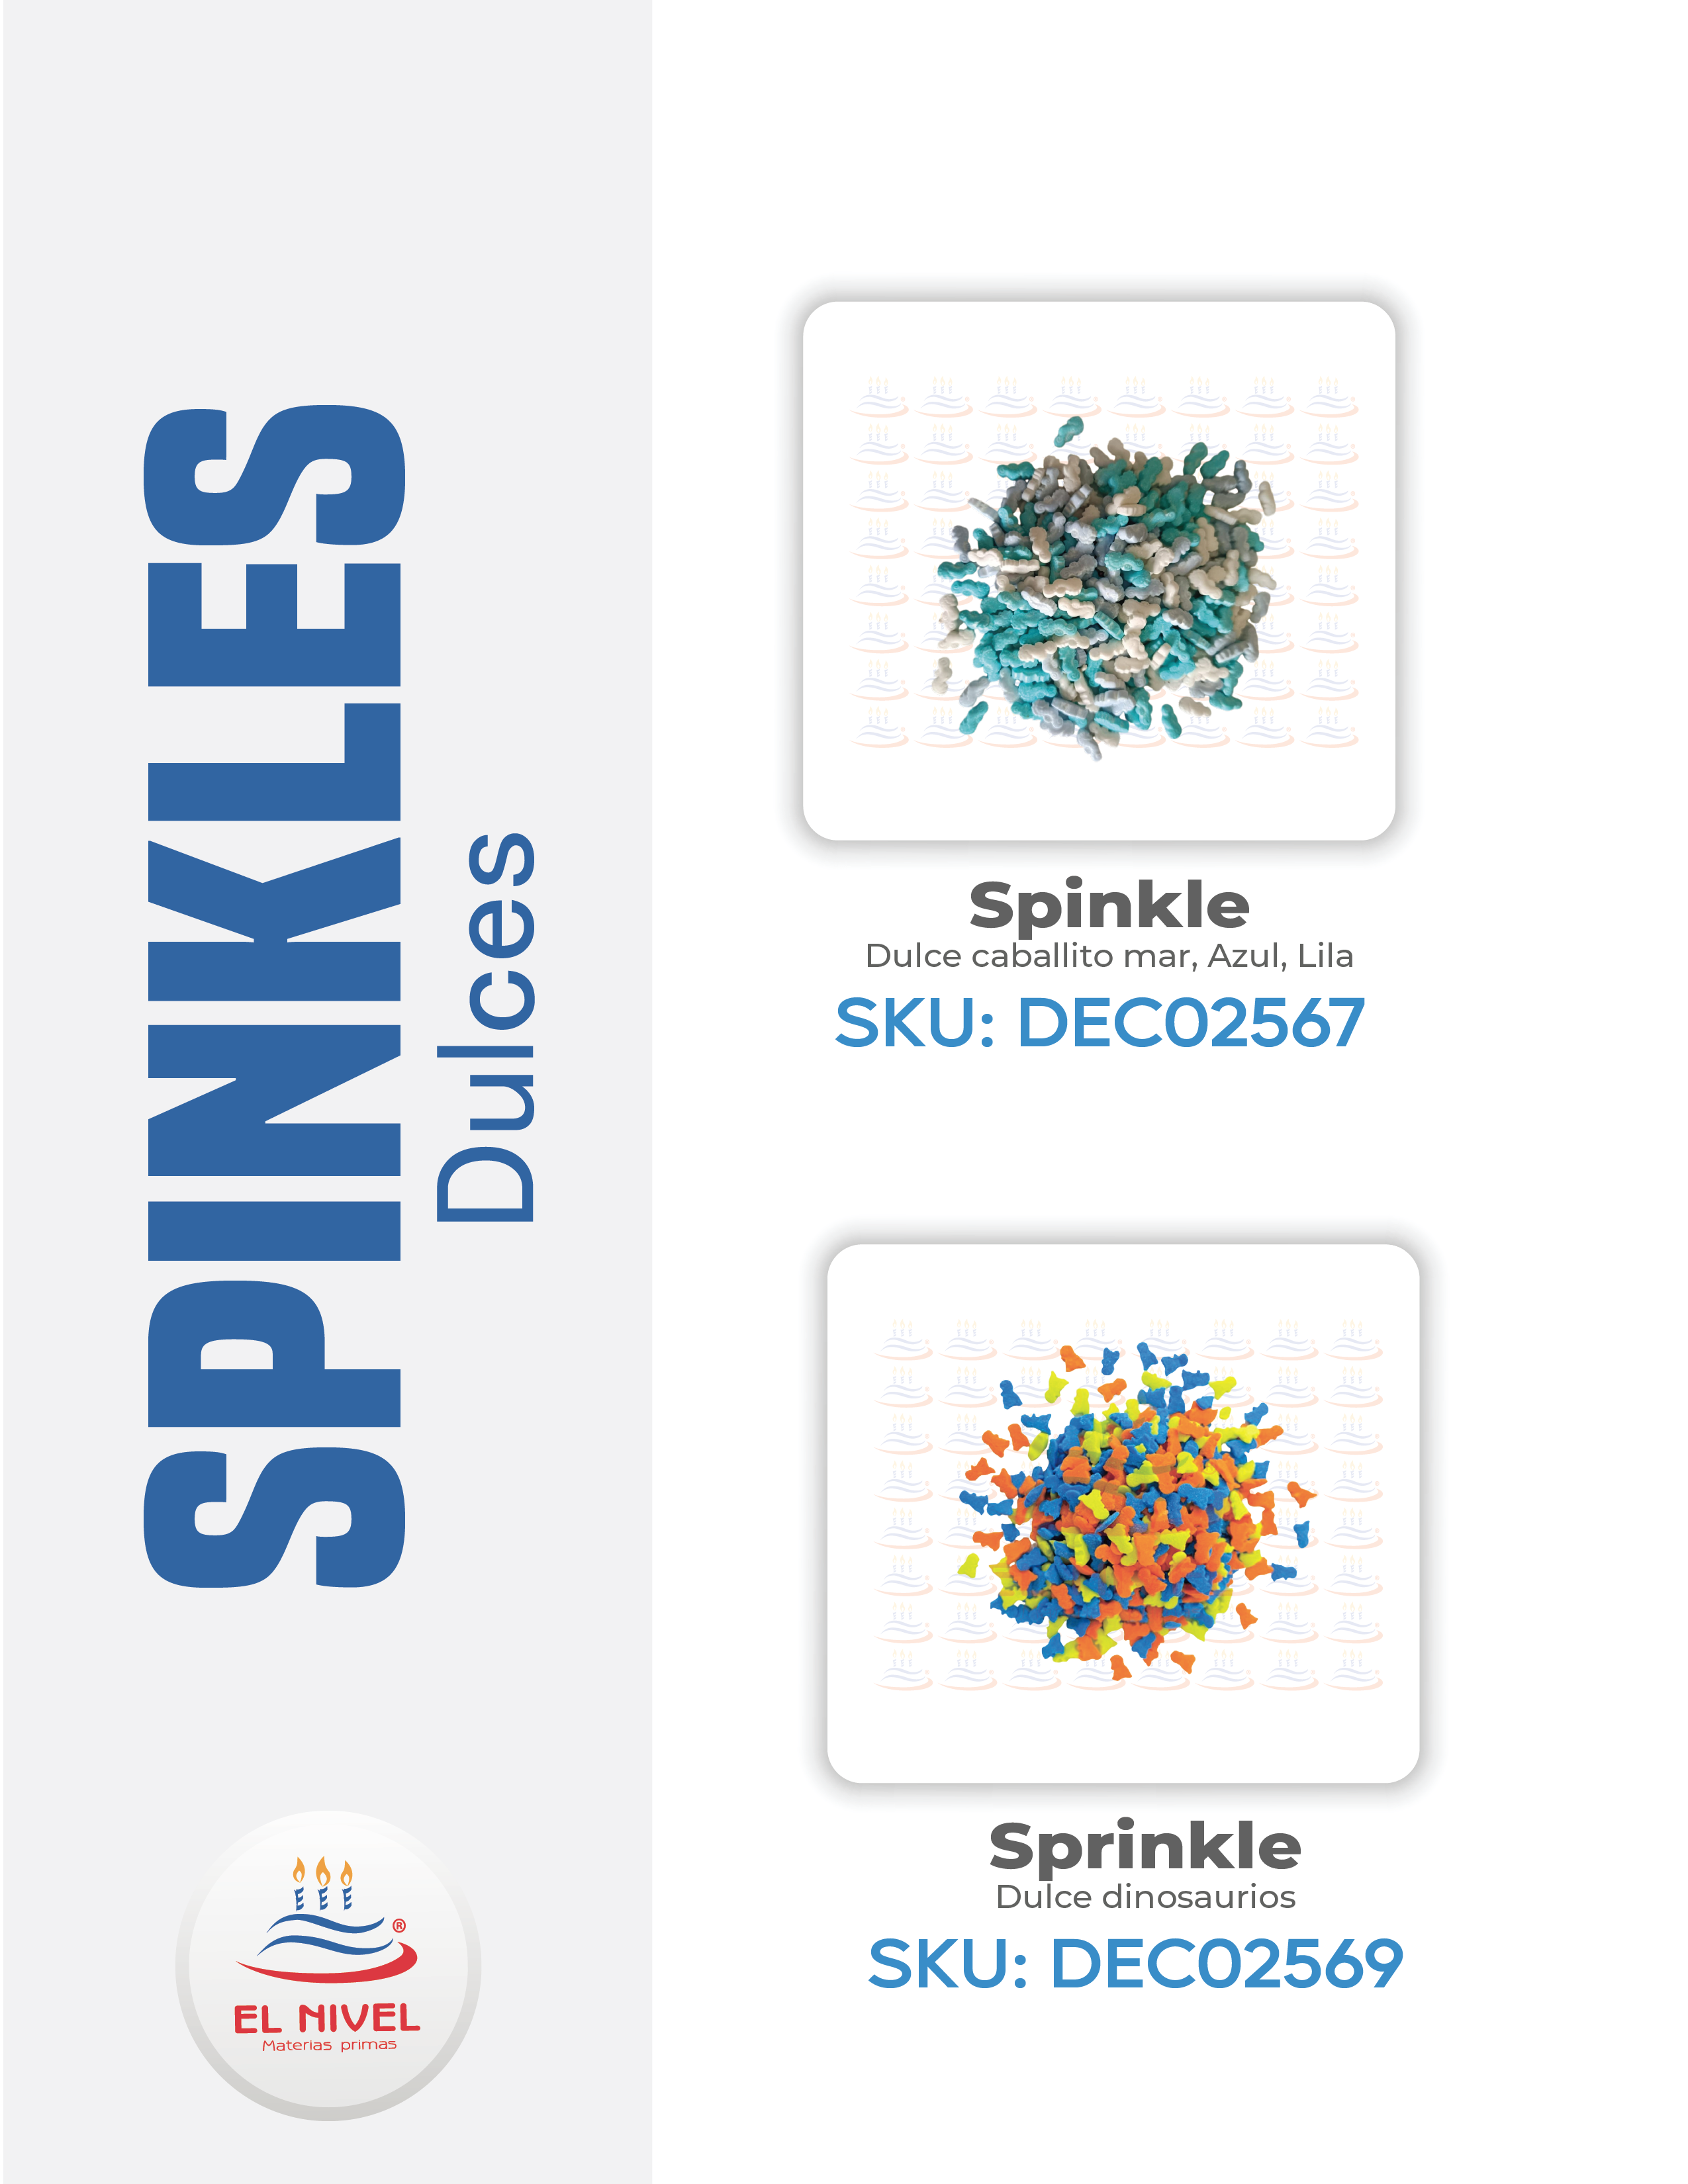 SPINKLES
Dulces
Spinkle
Dulce caballito mar, Azul, Lila
SKU: DEC02567
Sprinkle
Dulce dinosaurios
SKU: DEC02569
®
EL NIVEL
Materias primas